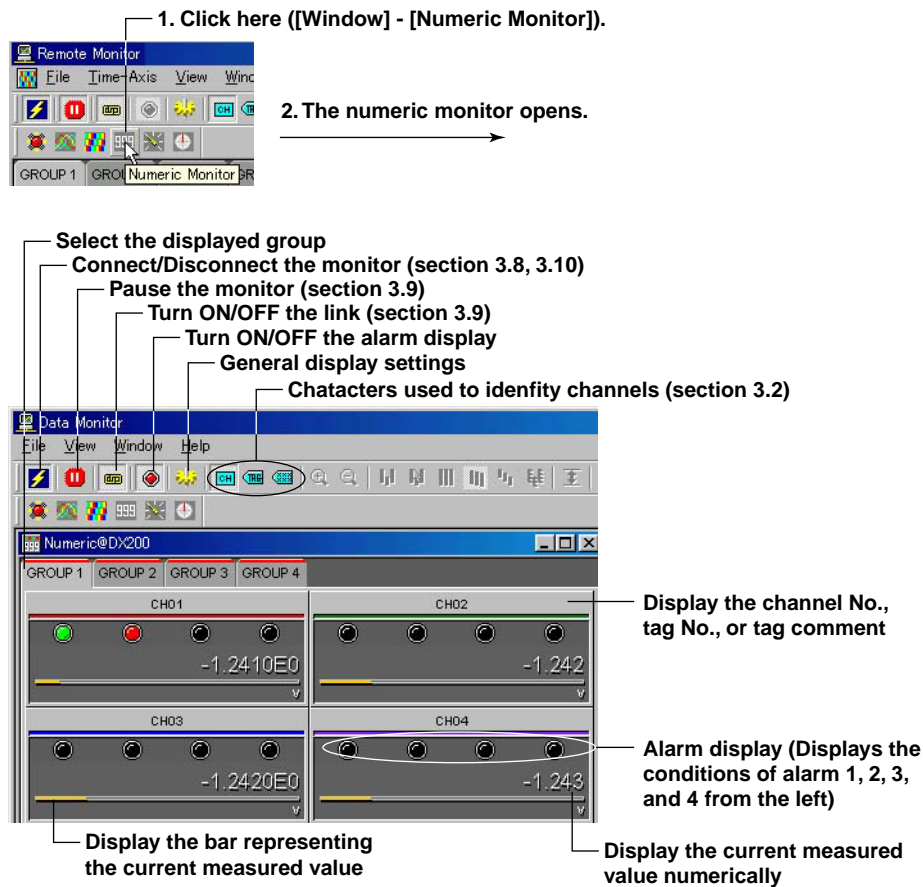 1. Click here ([Window] - [Numeric Monitor]).
Remote Monitor
File Time-Axis View
2. The numeric monitor opens.
CH
999
Numeric Monitor
GROUP 1
Select the displayed group
Connect/Disconnect the monitor (section 3.8, 3.10)
Pause the monitor (section 3.9)
Turn ON/OFF the link (section 3.9)
Turn ON/OFF the alarm display
General display settings
Chatacters used to idenfity channels (section 3.2)
Data Monitor
File View Window Help
CH TAG
999
Numeric@DX200
GROUP 1 GROUP 2 GROUP 3 GROUP 4
CH01 CH02
-1.2410E0 -1.242
V V
Display the channel No.,
tag No., or tag comment
CH03 CH04
-1.2420E0 -1.243
V V
Alarm display (Displays the
conditions of alarm 1, 2, 3,
and 4 from the left)
Display the bar representing
the current measured value
Display the current measured
value numerically